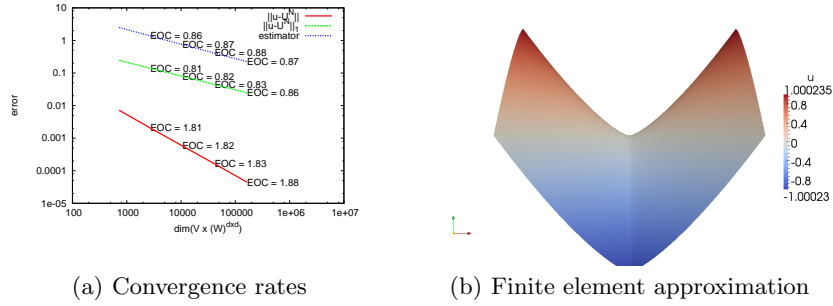 10
1
0.1
0.01
0.001
0.0001
1e-05
100
1000
10000
100000
1e+06
1e+07
error
dim(V x (W)^dxd)
||u-U^N||
||u-U^N||_1
estimator
EOC = 0.86
EOC = 0.87
EOC = 0.88
EOC = 0.87
EOC = 0.81
EOC = 0.82
EOC = 0.83
EOC = 0.86
EOC = 1.81
EOC = 1.82
EOC = 1.83
EOC = 1.88
(a) Convergence rates
u
1.000235
0.8
0.4
0
-0.4
-0.8
-1.00023
(b) Finite element approximation